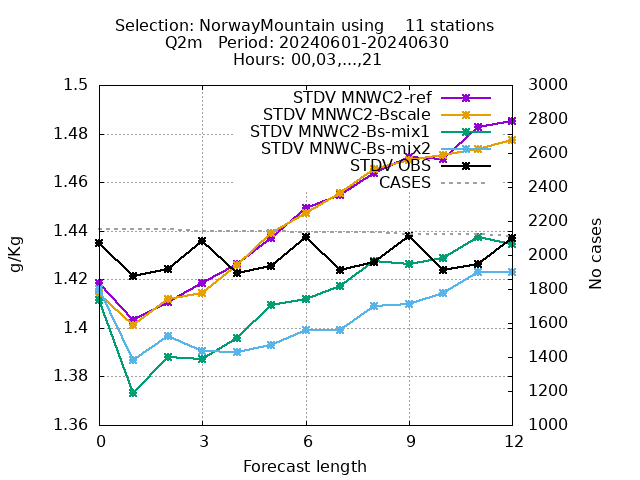 Selection: NorwayMountain using    11 stations
Q2m   Period: 20240601-20240630
Hours: 00,03,...,21
1.5
1.48
1.46
1.44
1.42
1.4
1.38
1.36
g/Kg
STDV MNWC2-ref
STDV MNWC2-Bscale
STDV MNWC2-Bs-mix1
STDV MNWC-Bs-mix2
STDV OBS
CASES
3000
2800
2600
2400
2200
2000
1800
1600
1400
1200
1000
No cases
0 3 6 9 12
Forecast length